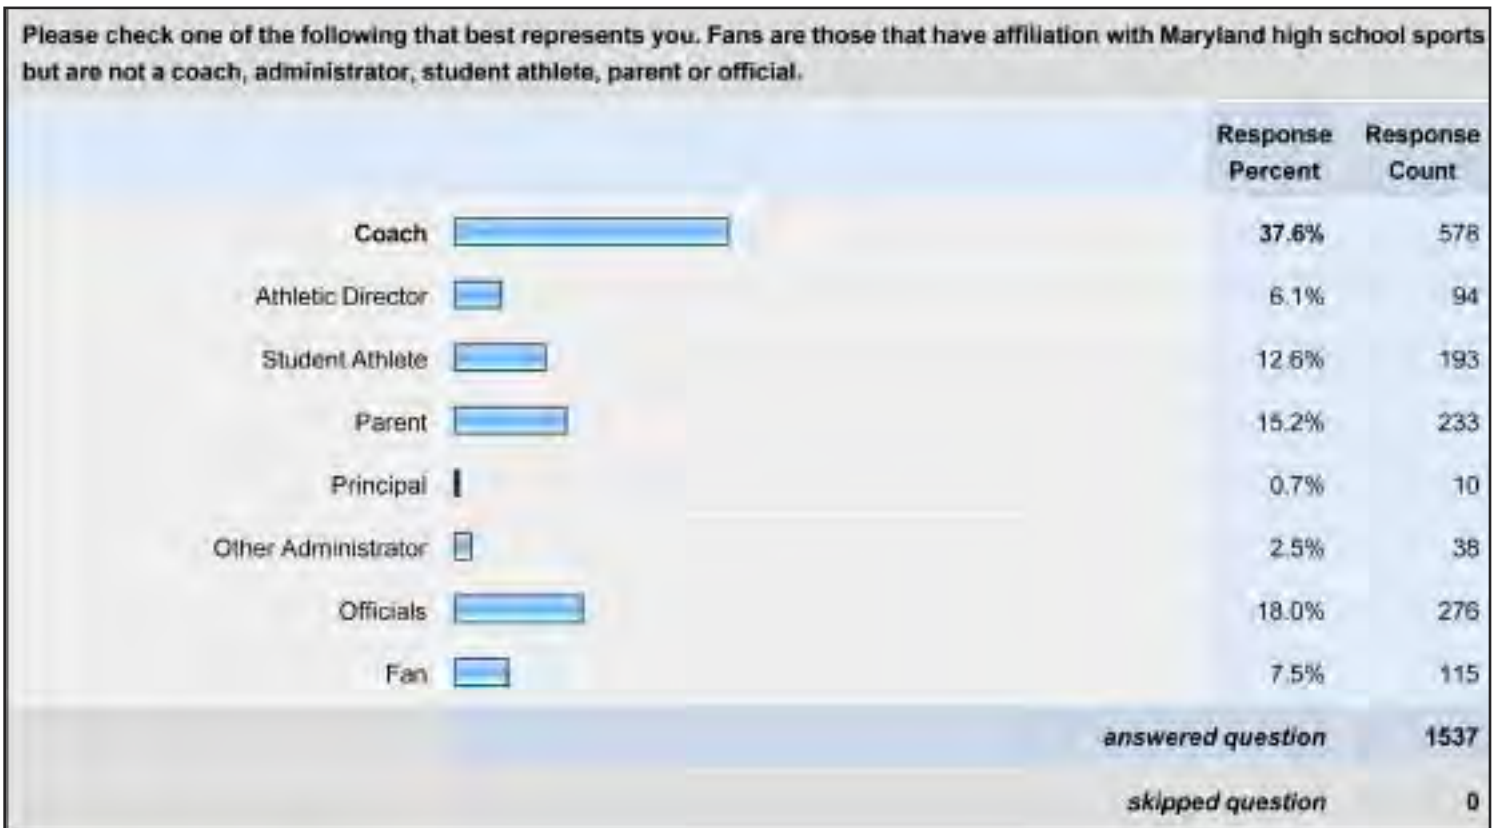 Please check one of the following that best represents you. Fans are those that have affiliation with Maryland high school sports
but are not a coach, administrator, student athlete, parent or official.
Response Percent Response Count
Coach 37.6% 578
Athletic Director 6.1% 94
Student Athlete 12.6% 193
Parent 15.2% 233
Principal 0.7% 10
Other Administrator 2.5% 38
Officials 18.0% 276
Fan 7.5% 115
answered question 1537
skipped question 0